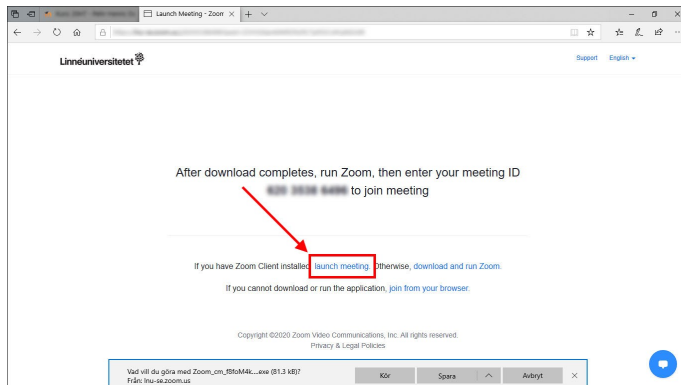 Launch Meeting - Zoom
Linnéuniversitetet
Support English
After download completes, run Zoom, then enter your meeting ID
to join meeting
If you have Zoom Client installed, launch meeting. Otherwise, download and run Zoom.
If you cannot download or run the application, join from your browser.
Copyright ©2020 Zoom Video Communications, Inc. All rights reserved.
Privacy & Legal Policies
Vad vill du göra med Zoom_cm_f8foM4k....exe (81.3 kB)?
Från: lnu-se.zoom.us
Kör Spara Avbryt